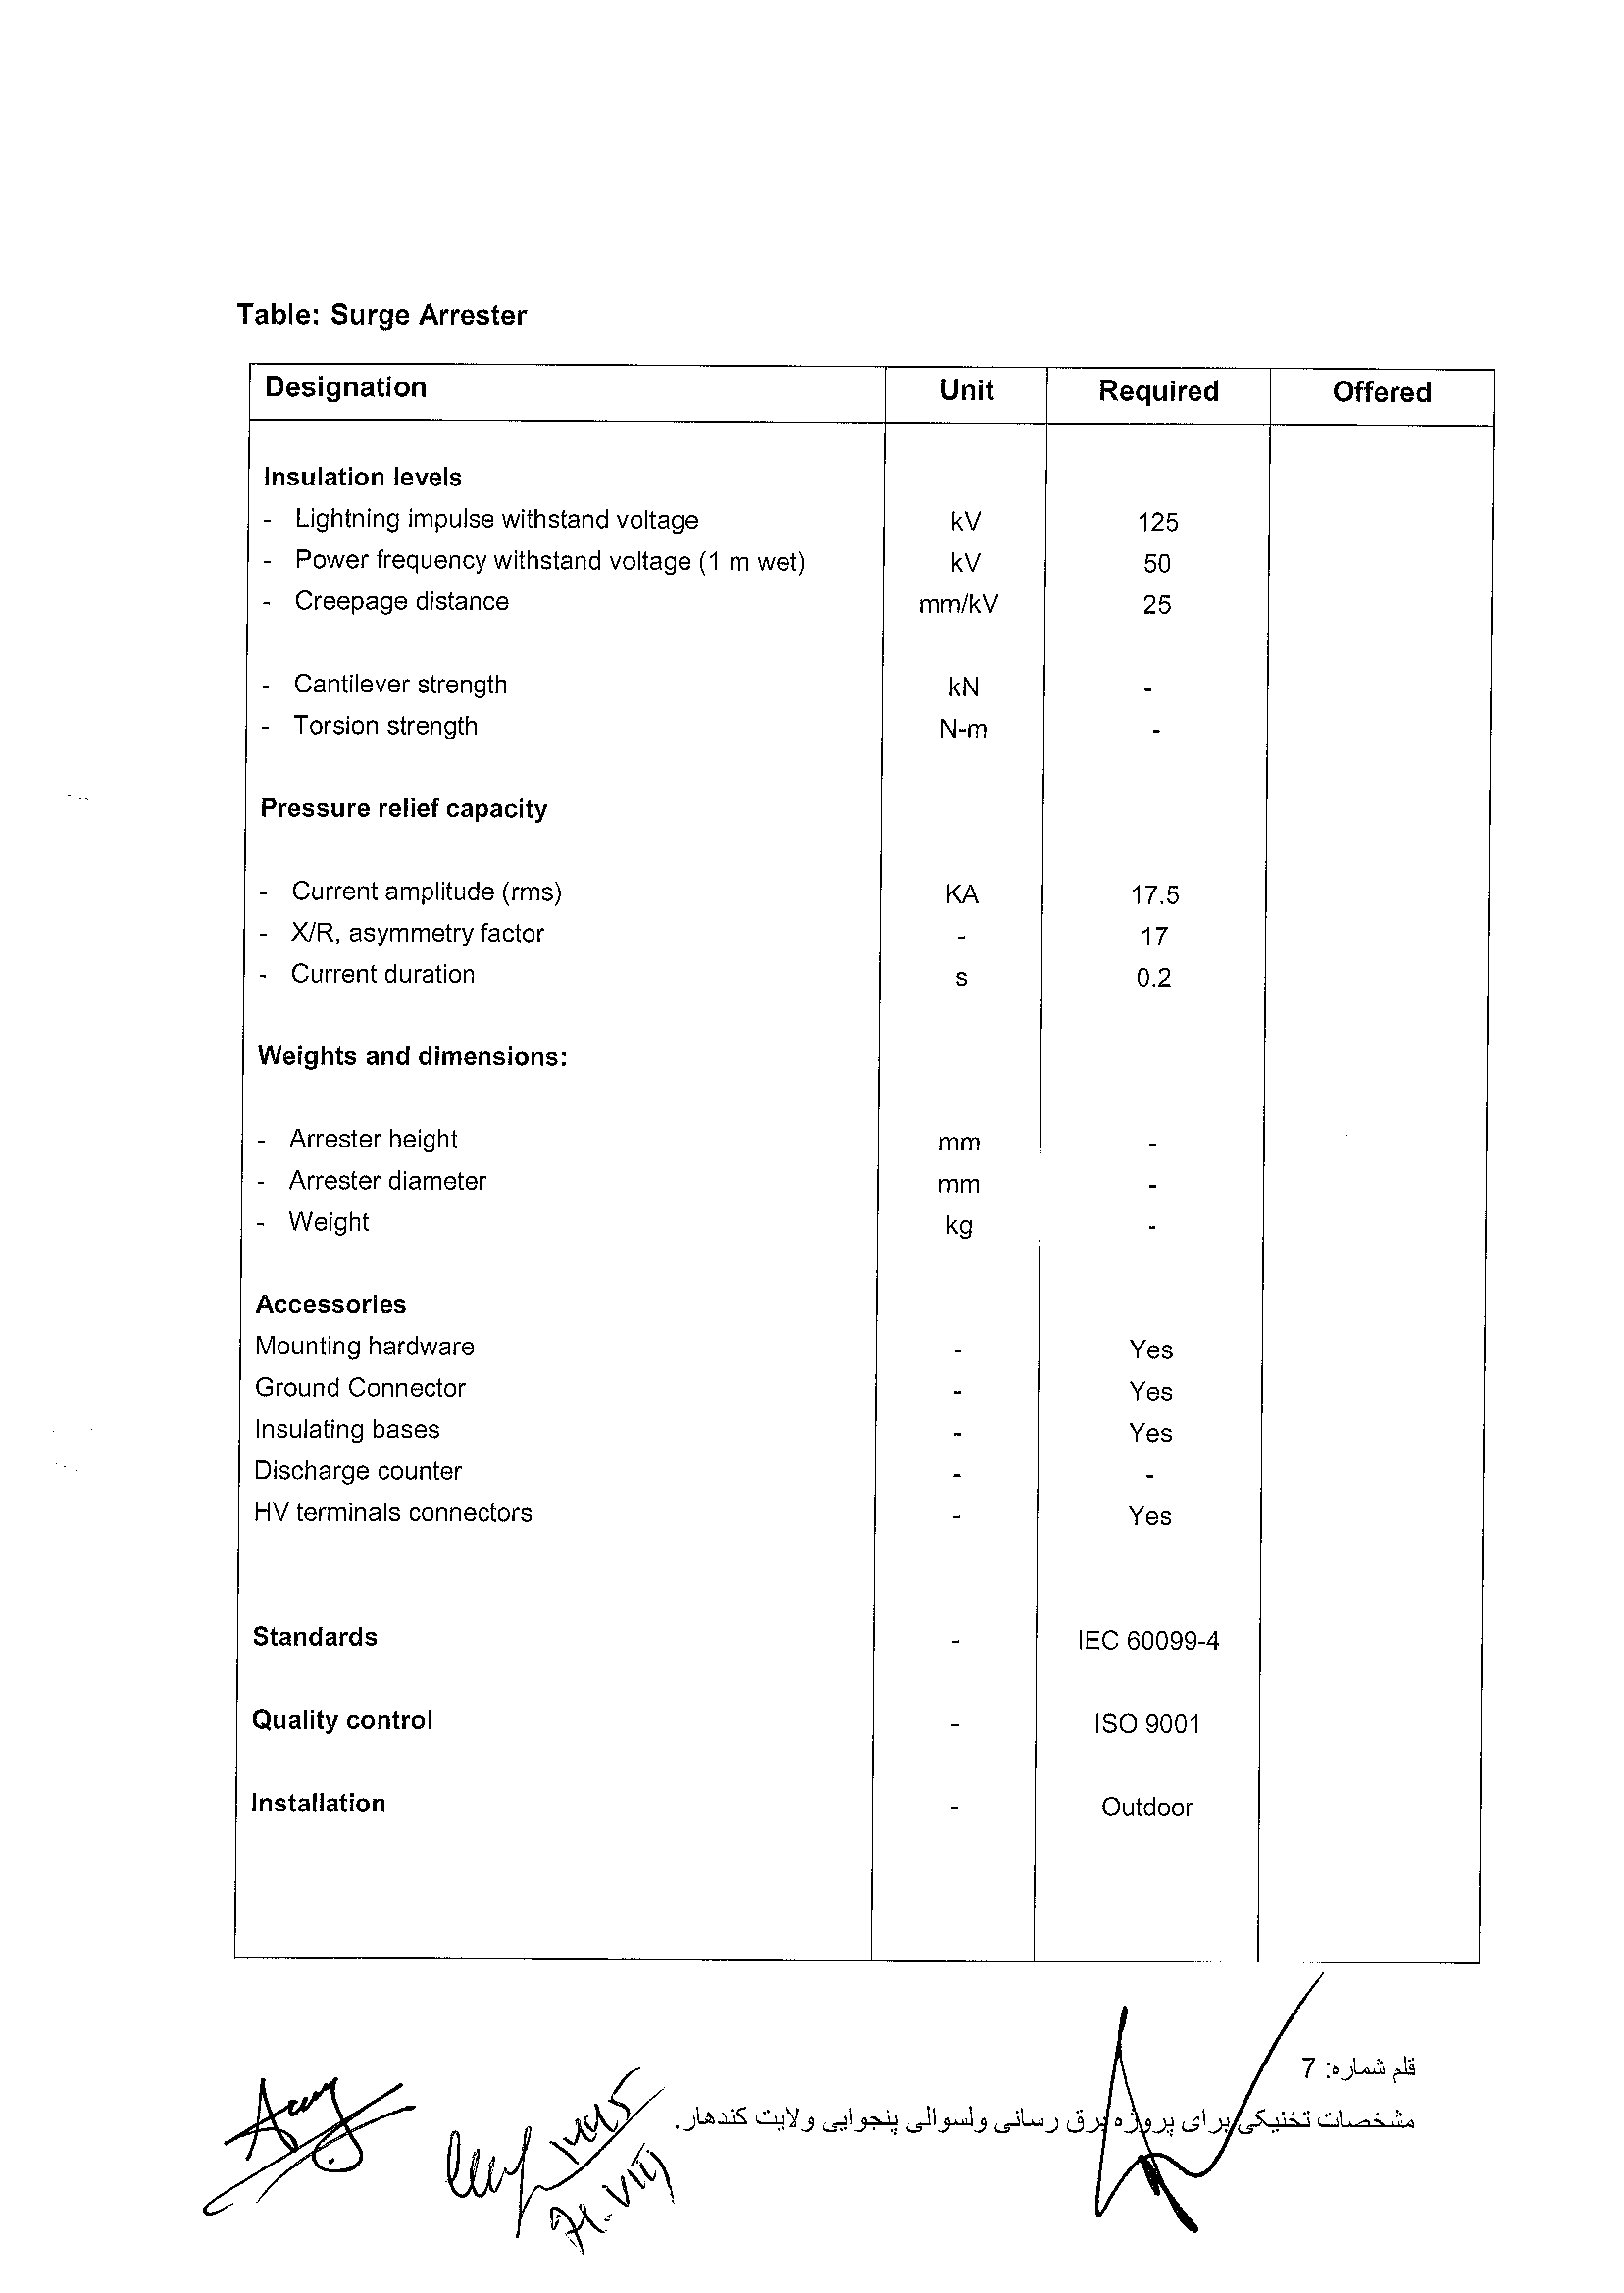 Table: Surge Arrester
Designation Unit Required Offered
Insulation levels
- Lightning impulse withstand voltage kV 125
- Power frequency withstand voltage (1 m wet) kV 50
- Creepage distance mm/kV 25
- Cantilever strength kN -
- Torsion strength N-m -
Pressure relief capacity
- Current amplitude (rms) KA 17.5
- X/R, asymmetry factor - 17
- Current duration s 0.2
Weights and dimensions:
- Arrester height mm -
- Arrester diameter mm -
- Weight kg -
Accessories
Mounting hardware - Yes
Ground Connector - Yes
Insulating bases - Yes
Discharge counter - -
HV terminals connectors - Yes
Standards - IEC 60099-4
Quality control - ISO 9001
Installation - Outdoor
قلم شماره: 7
مشخصات تخنیکی برای پروژه برق رسانی ولسوالی پنجوایی ولایت کندهار.